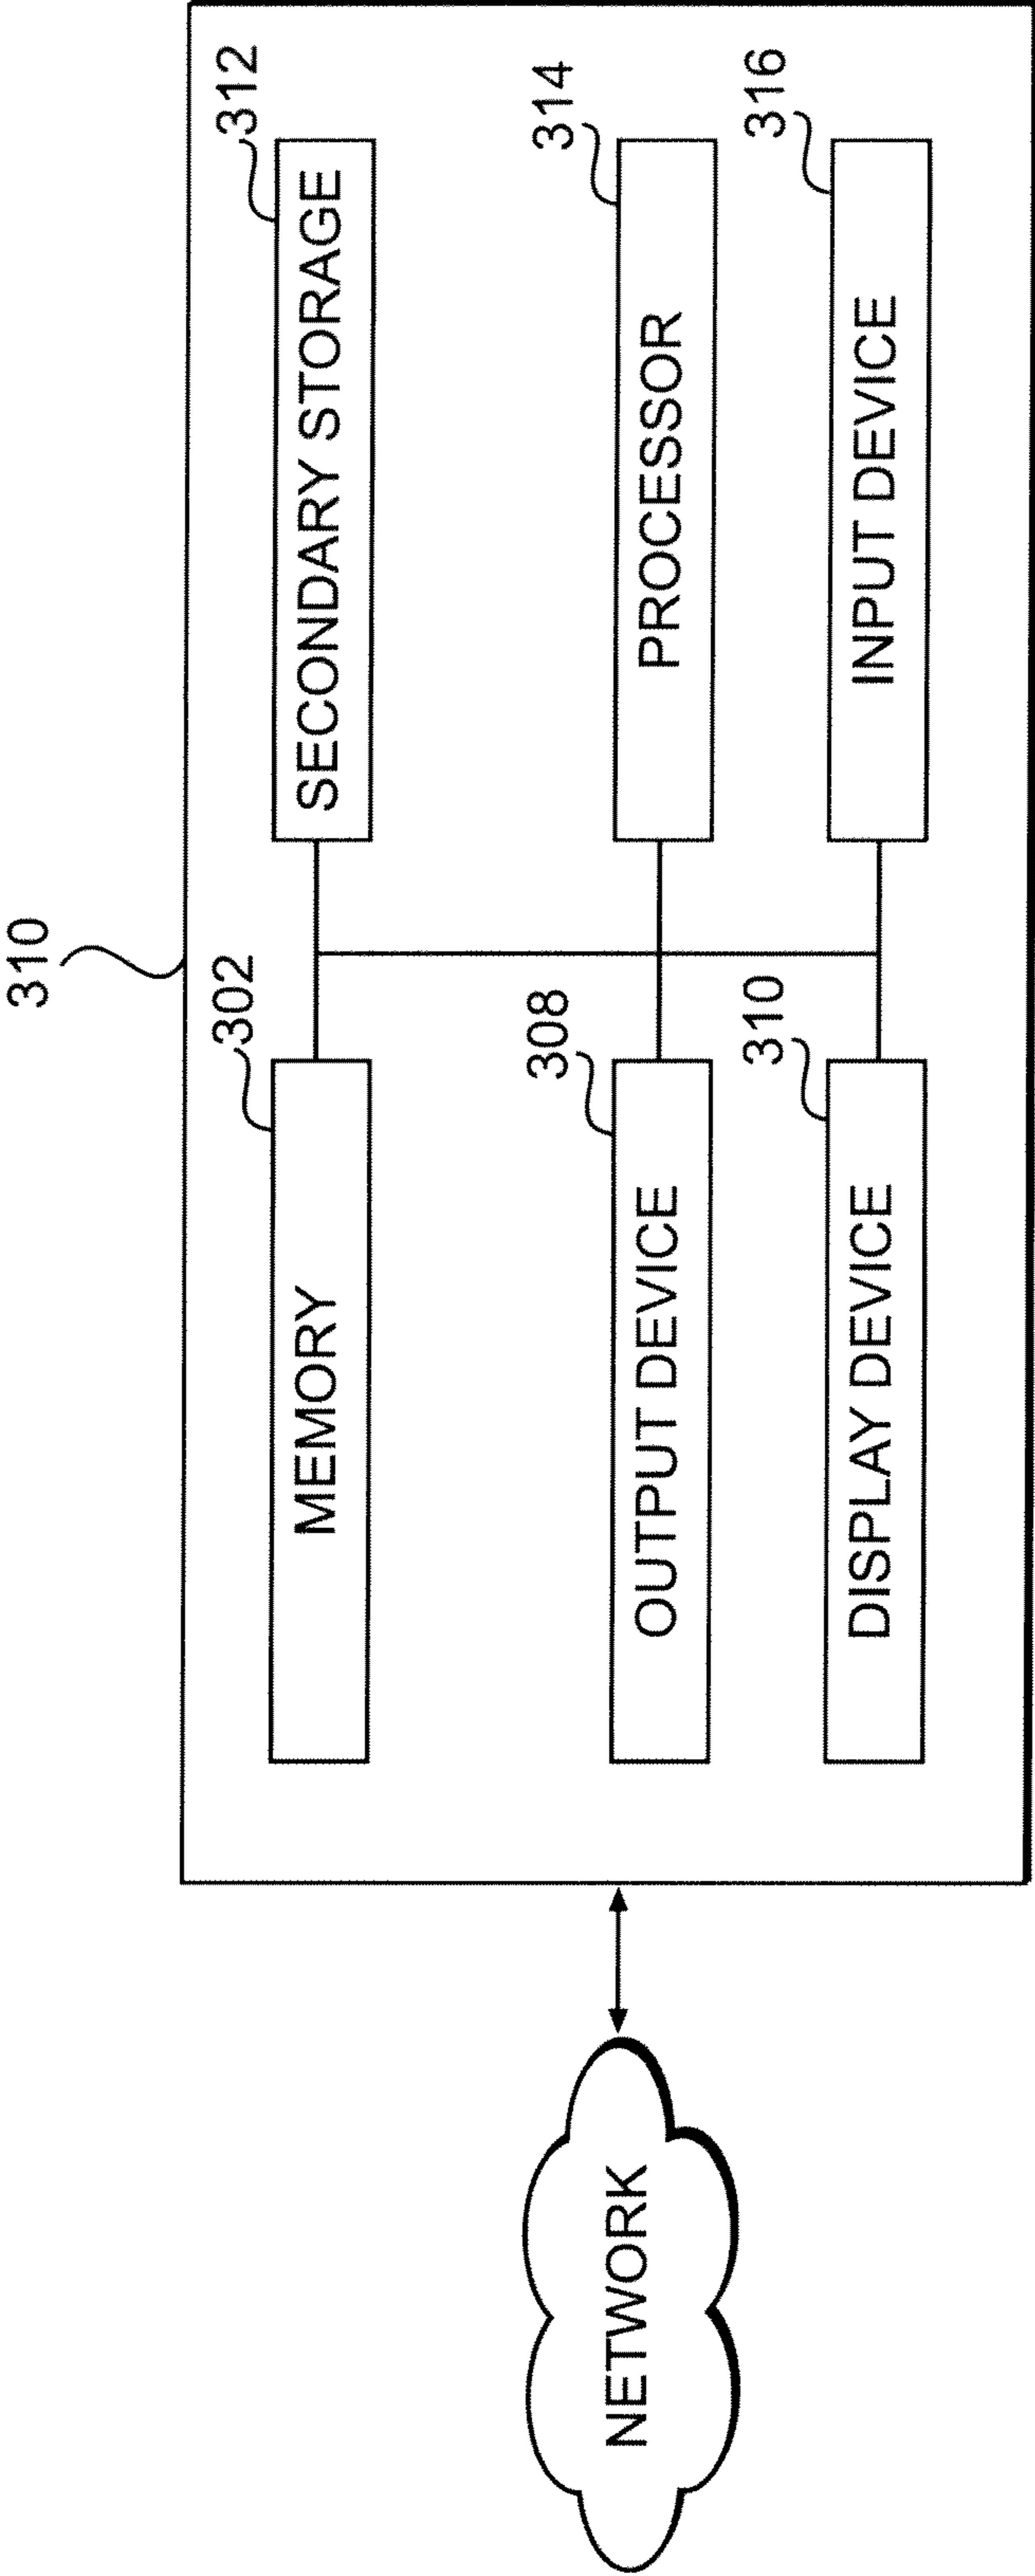 310
302
312
MEMORY
SECONDARY STORAGE
308
314
OUTPUT DEVICE
PROCESSOR
NETWORK
310
316
DISPLAY DEVICE
INPUT DEVICE